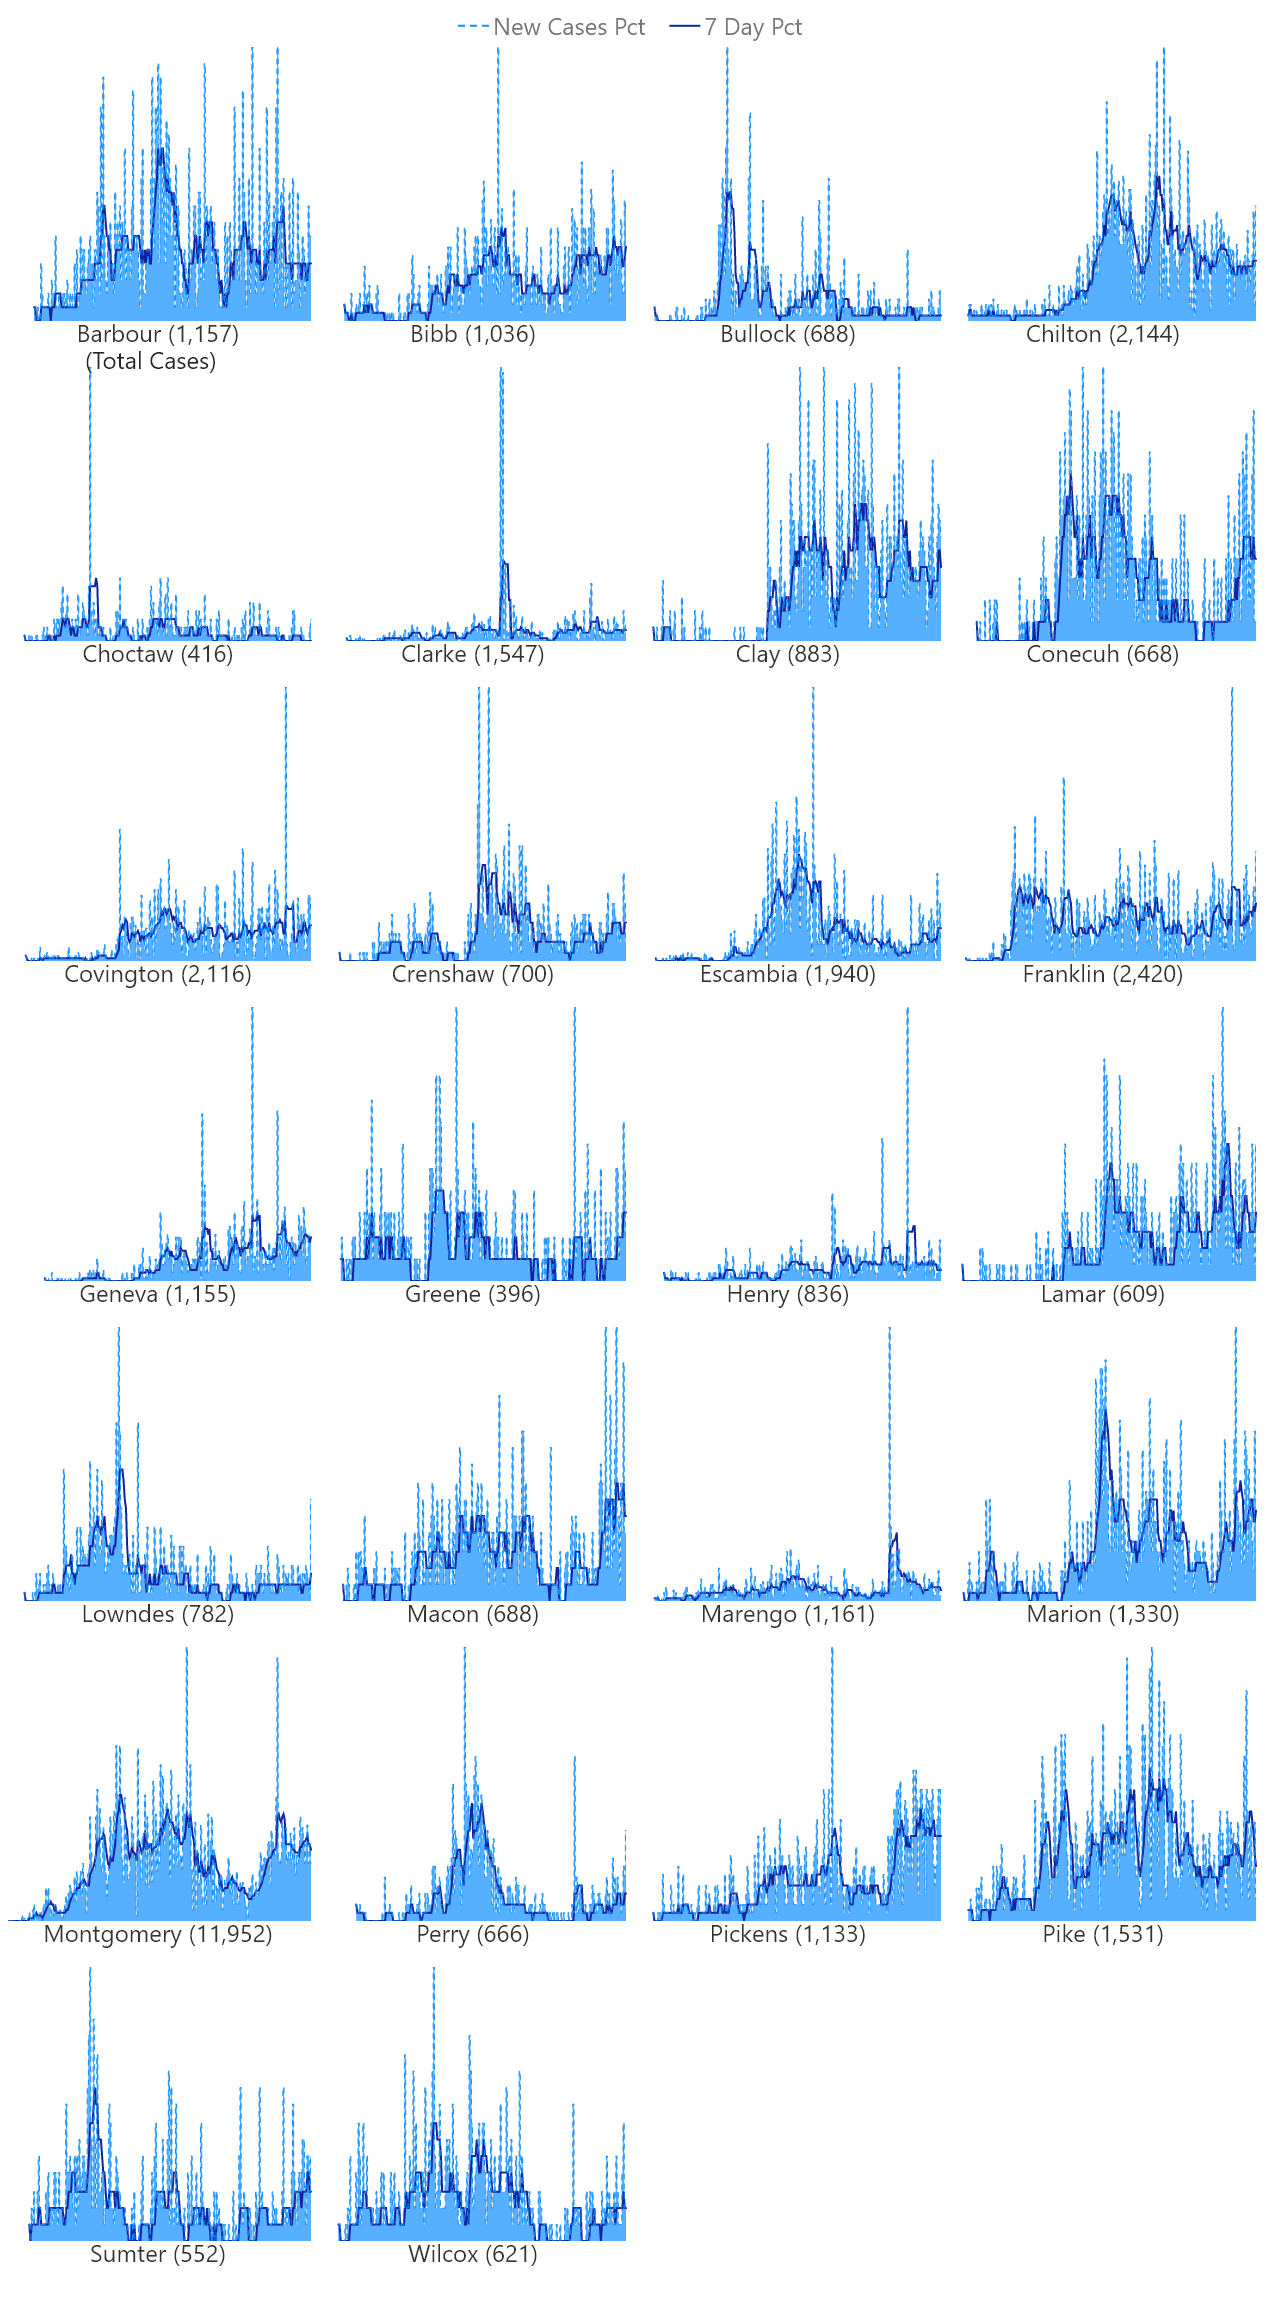 New Cases Pct 7 Day Pct
Barbour (1,157) Bibb (1,036) Bullock (688) Chilton (2,144)
(Total Cases)
Choctaw (416) Clarke (1,547) Clay (883) Conecuh (668)
Covington (2,116) Crenshaw (700) Escambia (1,940) Franklin (2,420)
Geneva (1,155) Greene (396) Henry (836) Lamar (609)
Lowndes (782) Macon (688) Marengo (1,161) Marion (1,330)
Montgomery (11,952) Perry (666) Pickens (1,133) Pike (1,531)
Sumter (552) Wilcox (621)